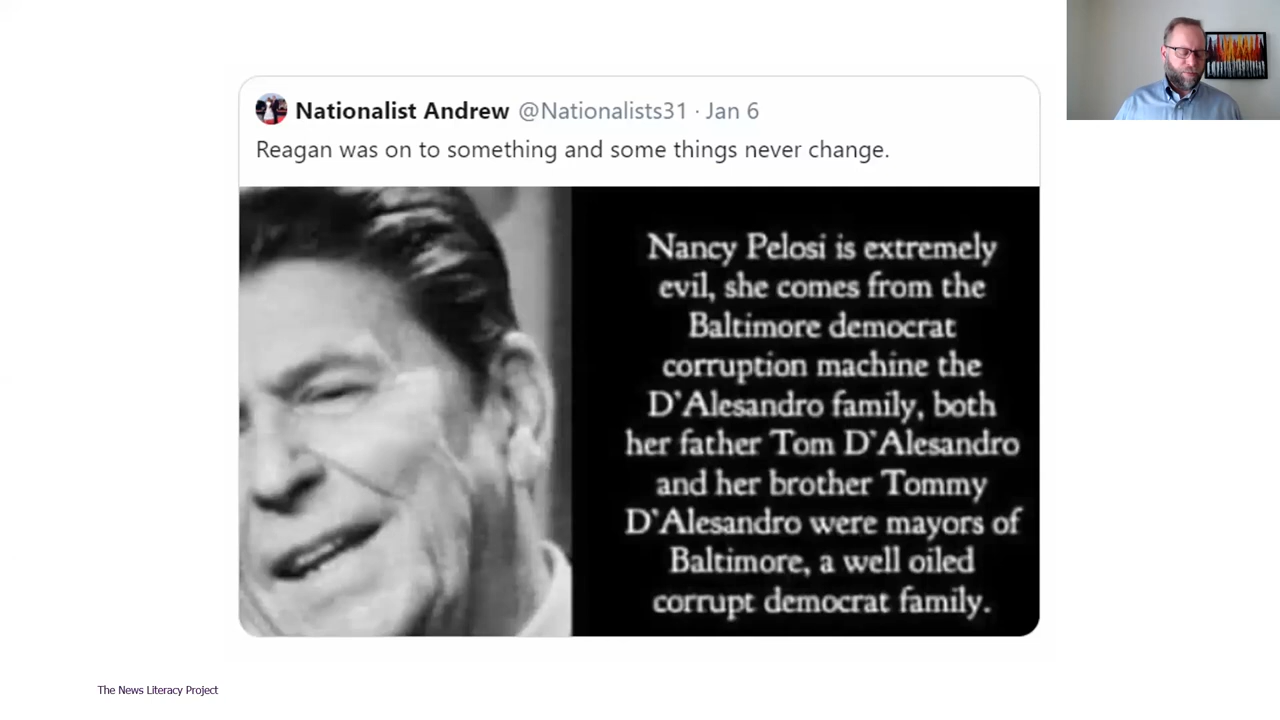 Nationalist Andrew @Nationalists31 · Jan 6
Reagan was on to something and some things never change.
Nancy Pelosi is extremely
evil, she comes from the
Baltimore democrat
corruption machine the
D`Alesandro family, both
her father Tom D`Alesandro
and her brother Tommy
D`Alesandro were mayors of
Baltimore, a well oiled
corrupt democrat family.
The News Literacy Project